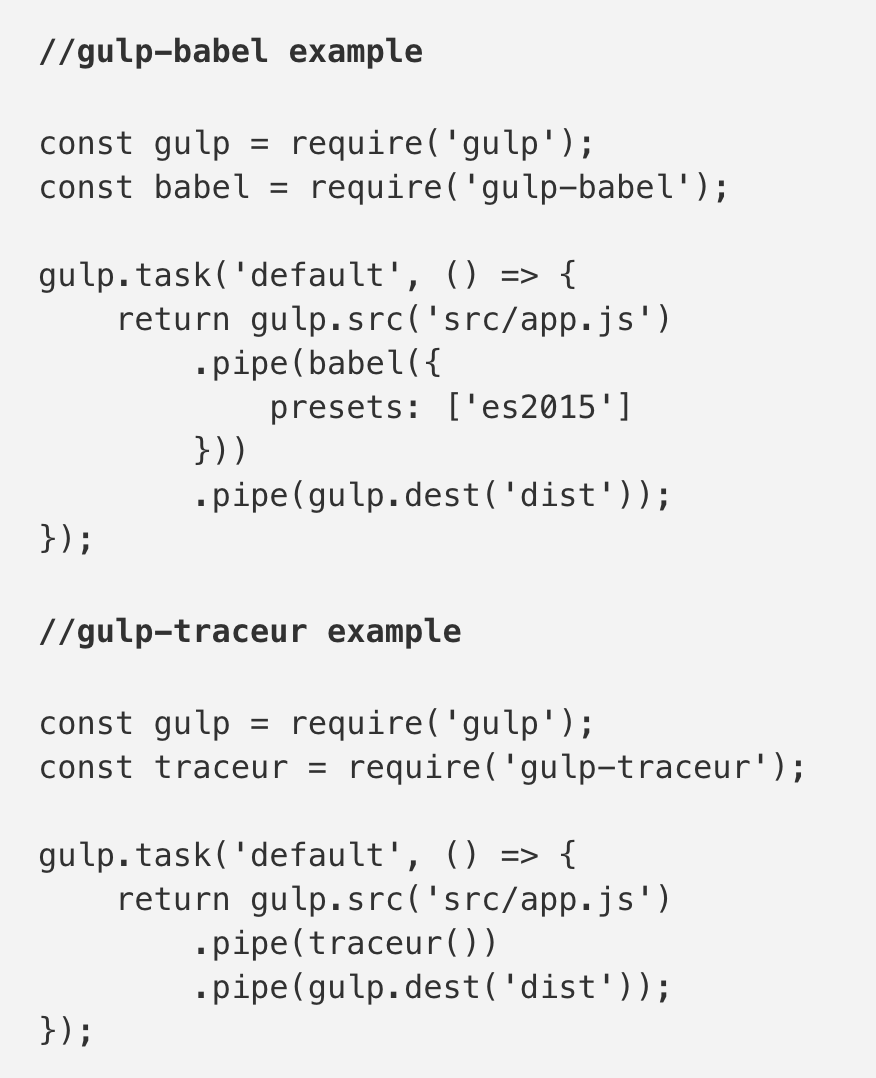 //gulp-babel example
const gulp = require('gulp');
const babel = require('gulp-babel');
gulp.task('default', () => {
    return gulp.src('src/app.js')
        .pipe(babel({
            presets: ['es2015']
        }))
        .pipe(gulp.dest('dist'));
});
//gulp-traceur example
const gulp = require('gulp');
const traceur = require('gulp-traceur');
gulp.task('default', () => {
    return gulp.src('src/app.js')
        .pipe(traceur())
        .pipe(gulp.dest('dist'));
});